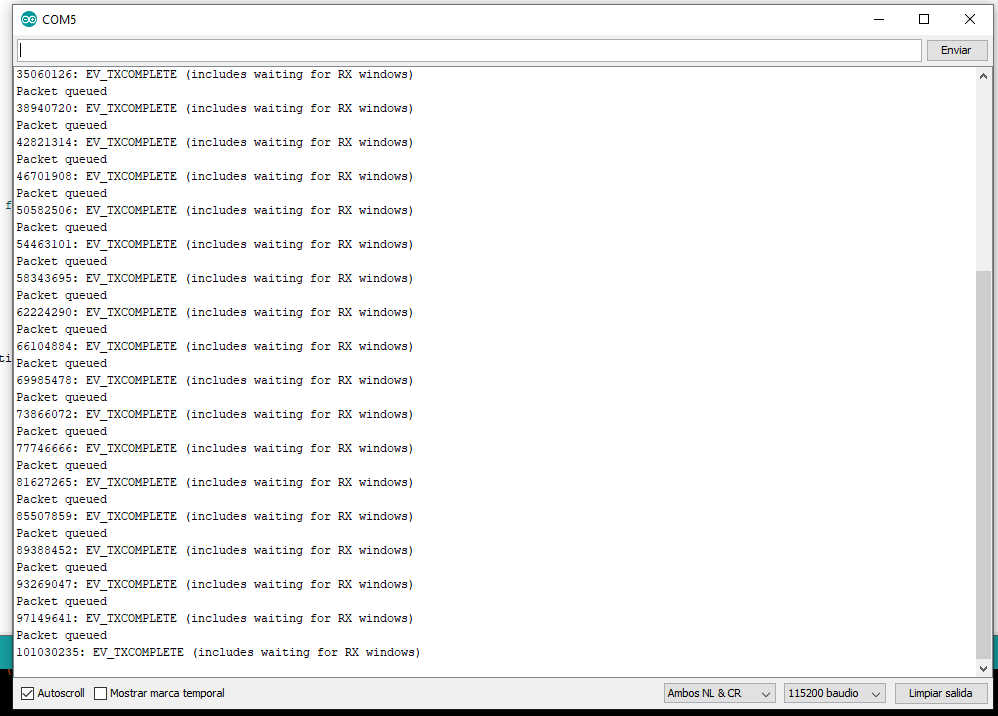 COM5
Enviar
35060126: EV_TXCOMPLETE (includes waiting for RX windows)
Packet queued
38940720: EV_TXCOMPLETE (includes waiting for RX windows)
Packet queued
42821314: EV_TXCOMPLETE (includes waiting for RX windows)
Packet queued
46701908: EV_TXCOMPLETE (includes waiting for RX windows)
Packet queued
50582506: EV_TXCOMPLETE (includes waiting for RX windows)
Packet queued
54463101: EV_TXCOMPLETE (includes waiting for RX windows)
Packet queued
58343695: EV_TXCOMPLETE (includes waiting for RX windows)
Packet queued
62224290: EV_TXCOMPLETE (includes waiting for RX windows)
Packet queued
66104884: EV_TXCOMPLETE (includes waiting for RX windows)
Packet queued
69985478: EV_TXCOMPLETE (includes waiting for RX windows)
Packet queued
73866072: EV_TXCOMPLETE (includes waiting for RX windows)
Packet queued
77746666: EV_TXCOMPLETE (includes waiting for RX windows)
Packet queued
81627265: EV_TXCOMPLETE (includes waiting for RX windows)
Packet queued
85507859: EV_TXCOMPLETE (includes waiting for RX windows)
Packet queued
89388452: EV_TXCOMPLETE (includes waiting for RX windows)
Packet queued
93269047: EV_TXCOMPLETE (includes waiting for RX windows)
Packet queued
97149641: EV_TXCOMPLETE (includes waiting for RX windows)
Packet queued
101030235: EV_TXCOMPLETE (includes waiting for RX windows)
f
ti
Autoscroll Mostrar marca temporal Ambos NL & CR 115200 baudio Limpiar salida